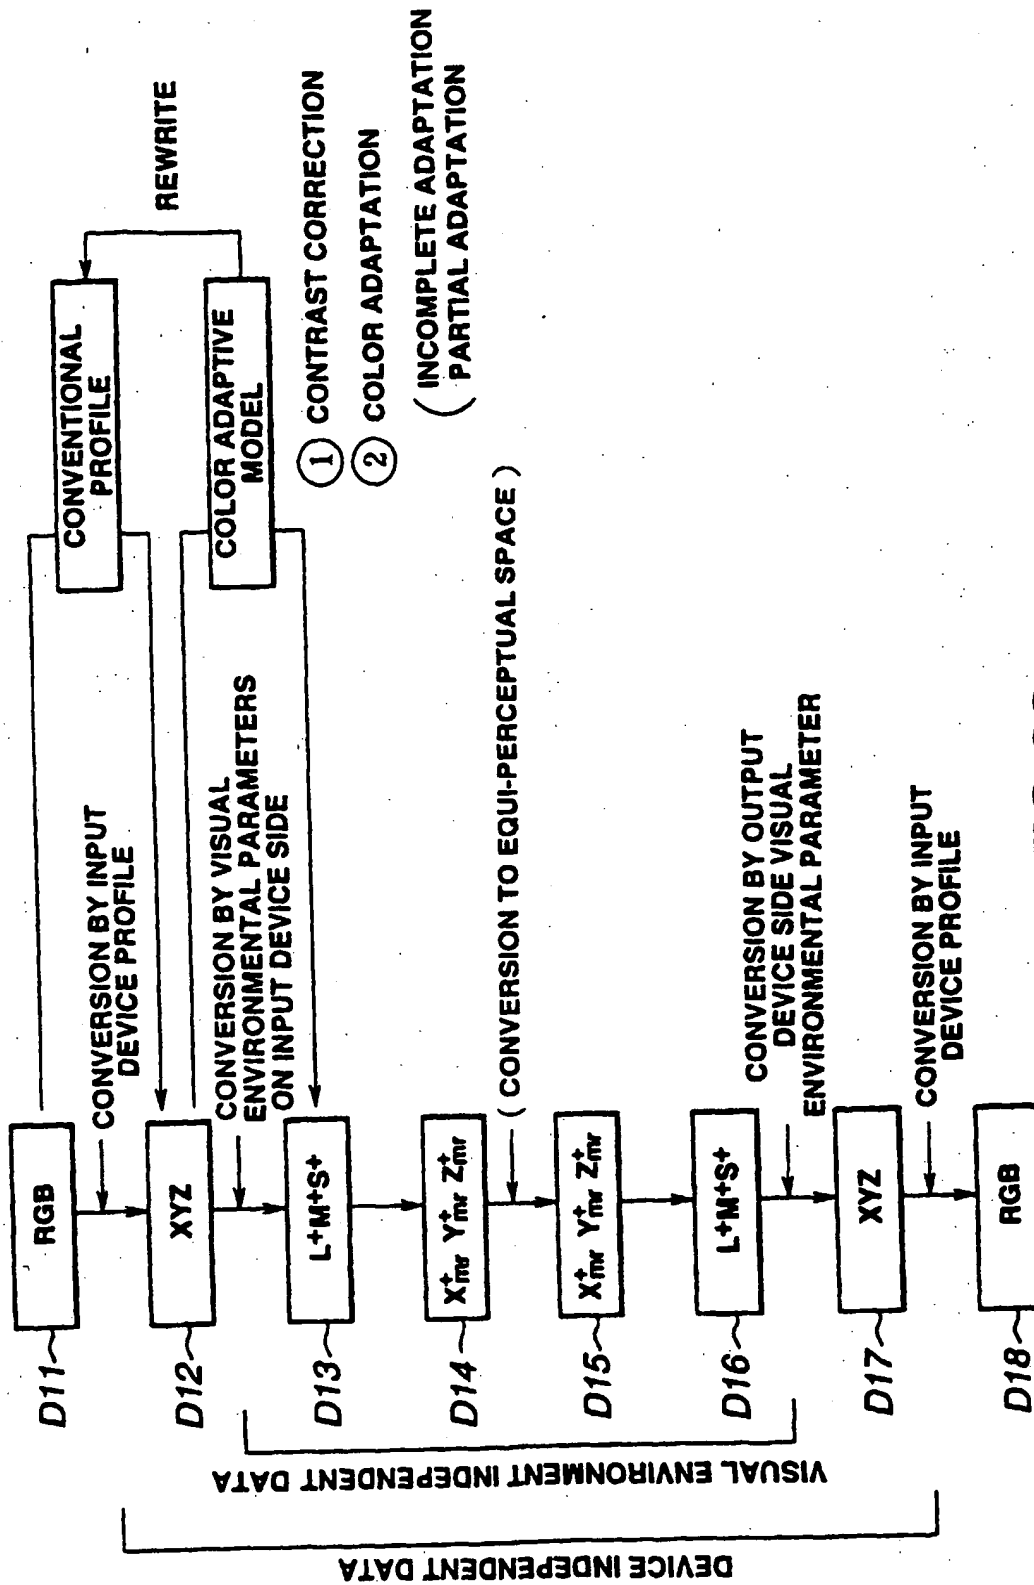 RGB
XYZ
L+M+S+
X+mr Y+mr Z+mr
X+mr Y+mr Z+mr
L+M+S+
XYZ
RGB
D11
D12
D13
D14
D15
D16
D17
D18
CONVERSION BY INPUT
DEVICE PROFILE
CONVERSION BY VISUAL
ENVIRONMENTAL PARAMETERS
ON INPUT DEVICE SIDE
( CONVERSION TO EQUI-PERCEPTUAL SPACE )
CONVERSION BY OUTPUT
DEVICE SIDE VISUAL
ENVIRONMENTAL PARAMETER
CONVERSION BY INPUT
DEVICE PROFILE
CONVENTIONAL
PROFILE
COLOR ADAPTIVE
MODEL
REWRITE
① CONTRAST CORRECTION
② COLOR ADAPTATION
( INCOMPLETE ADAPTATION
PARTIAL ADAPTATION
VISUAL ENVIRONMENT INDEPENDENT DATA
DEVICE INDEPENDENT DATA